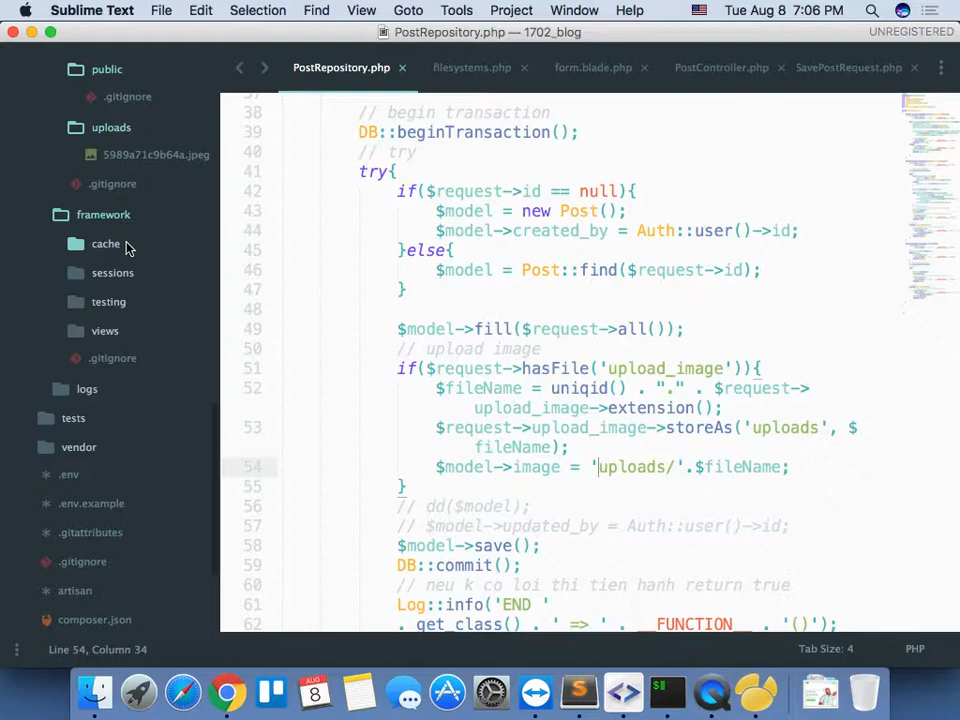 Sublime Text File Edit Selection Find View Goto Tools Project Window Help Tue Aug 8 7:06 PM
PostRepository.php — 1702_blog UNREGISTERED
PostRepository.php × filesystems.php × form.blade.php × PostController.php × SavePostRequest.php ×
public
.gitignore
uploads
5989a71c9b64a.jpeg
.gitignore
framework
cache
sessions
testing
views
.gitignore
logs
tests
vendor
.env
.env.example
.gitattributes
.gitignore
artisan
composer.json
38 // begin transaction
39 DB::beginTransaction();
40 // try
41 try{
42 if($request->id == null){
43 $model = new Post();
44 $model->created_by = Auth::user()->id;
45 }else{
46 $model = Post::find($request->id);
47 }
48
49 $model->fill($request->all());
50 // upload image
51 if($request->hasFile('upload_image')){
52 $fileName = uniqid() . "." . $request->
upload_image->extension();
53 $request->upload_image->storeAs('uploads', $
fileName);
54 $model->image = 'uploads/'.$fileName;
55 }
56 // dd($model);
57 // $model->updated_by = Auth::user()->id;
58 $model->save();
59 DB::commit();
60 // neu k co loi thi tien hanh return true
61 Log::info('END '
62 . get_class() . ' => ' . __FUNCTION__ . '()');
Line 54, Column 34 Tab Size: 4 PHP
AUG
8